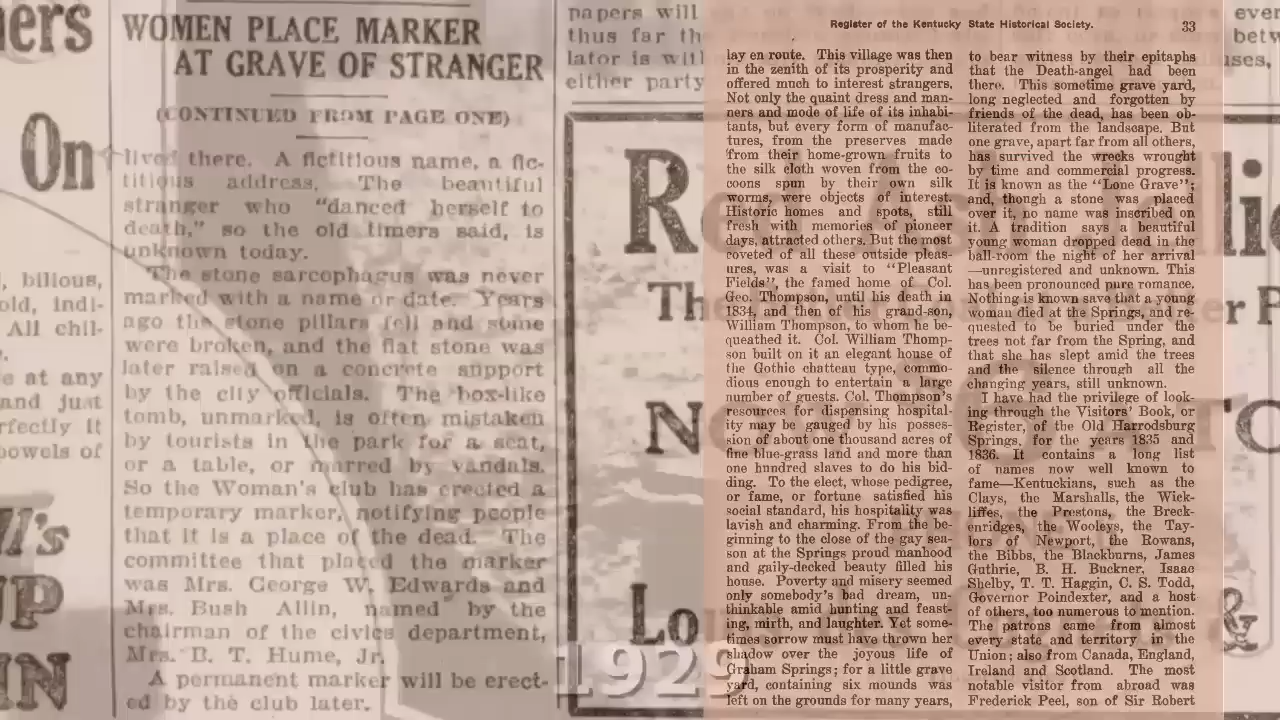 ners
On
, bilious,
old, indi-
All chil-
e at any
and just
rfectly it
bowels of
ll's
UP
IN
WOMEN PLACE MARKER
AT GRAVE OF STRANGER
(CONTINUED FROM PAGE ONE)
lived there. A fictitious name, a fic-
titious address. The beautiful
stranger who "danced herself to
death," so the old timers said, is
unknown today.
The stone sarcophagus was never
marked with a name or date. Years
ago the stone pillars fell and stone
were broken, and the flat stone was
later raised on a concrete support
by the city officials. The box-like
tomb, unmarked, is often mistaken
by tourists in the park for a seat,
or a table, or marred by vandals.
So the Woman's club has erected a
temporary marker, notifying people
that it is a place of the dead. The
committee that placed the marker
was Mrs. George W. Edwards and
Mrs. Bush Allin, named by the
chairman of the civics department,
Mrs. B. T. Hume, Jr.
A permanent marker will be erect-
ed by the club later.
papers will
thus far th
lator is wit
either party
Th
N
Lo
1929
Register of the Kentucky State Historical Society. 33
lay en route. This village was then
in the zenith of its prosperity and
offered much to interest strangers.
Not only the quaint dress and man-
ners and mode of life of its inhabi-
tants, but every form of manufac-
tures, from the preserves made
from their home-grown fruits to
the silk cloth woven from the co-
coons spun by their own silk
worms, were objects of interest.
Historic homes and spots, still
fresh with memories of pioneer
days, attracted others. But the most
coveted of all these outside pleas-
ures, was a visit to "Pleasant
Fields", the famed home of Col.
Geo. Thompson, until his death in
1834, and then of his grand-son,
William Thompson, to whom he be-
queathed it. Col. William Thomp-
son built on it an elegant house of
the Gothic chatteau type, commo-
dious enough to entertain a large
number of guests. Col. Thompson's
resources for dispensing hospital-
ity may be gauged by his posses-
sion of about one thousand acres of
fine blue-grass land and more than
one hundred slaves to do his bid-
ding. To the elect, whose pedigree,
or fame, or fortune satisfied his
social standard, his hospitality was
lavish and charming. From the be-
ginning to the close of the gay sea-
son at the Springs proud manhood
and gaily-decked beauty filled his
house. Poverty and misery seemed
only somebody's bad dream, un-
thinkable amid hunting and feast-
ing, mirth, and laughter. Yet some-
times sorrow must have thrown her
shadow over the joyous life of
Graham Springs; for a little grave
yard, containing six mounds was
left on the grounds for many years,
to bear witness by their epitaphs
that the Death-angel had been
there. This sometime grave yard,
long neglected and forgotten by
friends of the dead, has been ob-
literated from the landscape. But
one grave, apart far from all others,
has survived the wrecks wrought
by time and commercial progress.
It is known as the "Lone Grave";
and, though a stone was placed
over it, no name was inscribed on
it. A tradition says a beautiful
young woman dropped dead in the
ball-room the night of her arrival
—unregistered and unknown. This
has been pronounced pure romance.
Nothing is known save that a young
woman died at the Springs, and re-
quested to be buried under the
trees not far from the Spring, and
that she has slept amid the trees
and the silence through all the
changing years, still unknown.
I have had the privilege of look-
ing through the Visitors' Book, or
Register, of the Old Harrodsburg
Springs, for the years 1835 and
1836. It contains a long list
of names now well known to
fame—Kentuckians, such as the
Clays, the Marshalls, the Wick-
liffes, the Prestons, the Breck-
enridges, the Wooleys, the Tay-
lors of Newport, the Rowans,
the Bibbs, the Blackburns, James
Guthrie, B. H. Buckner, Isaac
Shelby, T. T. Haggin, C. S. Todd,
Governor Poindexter, and a host
of others, too numerous to mention.
The patrons came from almost
every state and territory in the
Union; also from Canada, England,
Ireland and Scotland. The most
notable visitor from abroad was
Frederick Peel, son of Sir Robert